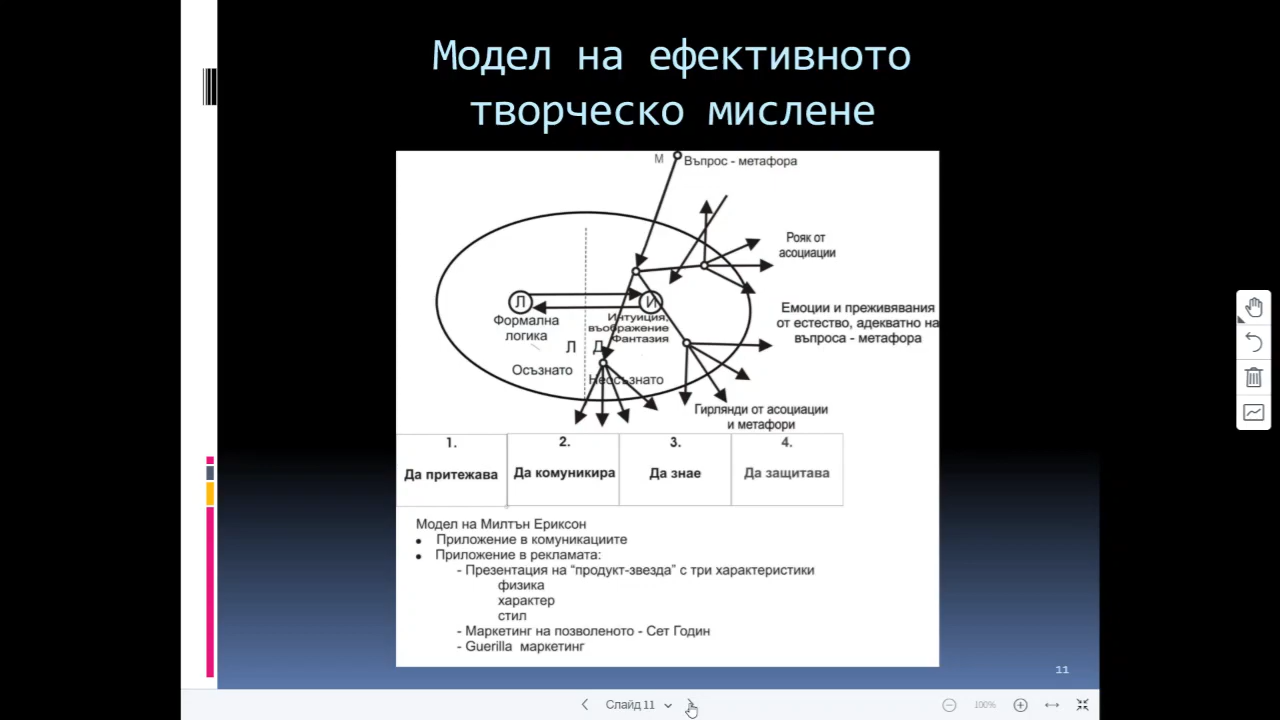 Модел на ефективното
творческо мислене
М
Въпрос - метафора
Рояк от
асоциации
Л
И
Формална
логика
Интуиция,
въображение
Фантазия
Емоции и преживявания
от естество, адекватно на
въпроса - метафора
Л Д
Осъзнато
Неосъзнато
Гирлянди от асоциации
и метафори
1. 2. 3. 4.
Да притежава Да комуникира Да знае Да защитава
Модел на Милтън Ериксон
• Приложение в комуникациите
• Приложение в рекламата:
- Презентация на “продукт-звезда” с три характеристики
физика
характер
стил
- Маркетинг на позволеното - Сет Годин
- Guerilla маркетинг
11
Слайд 11
100%